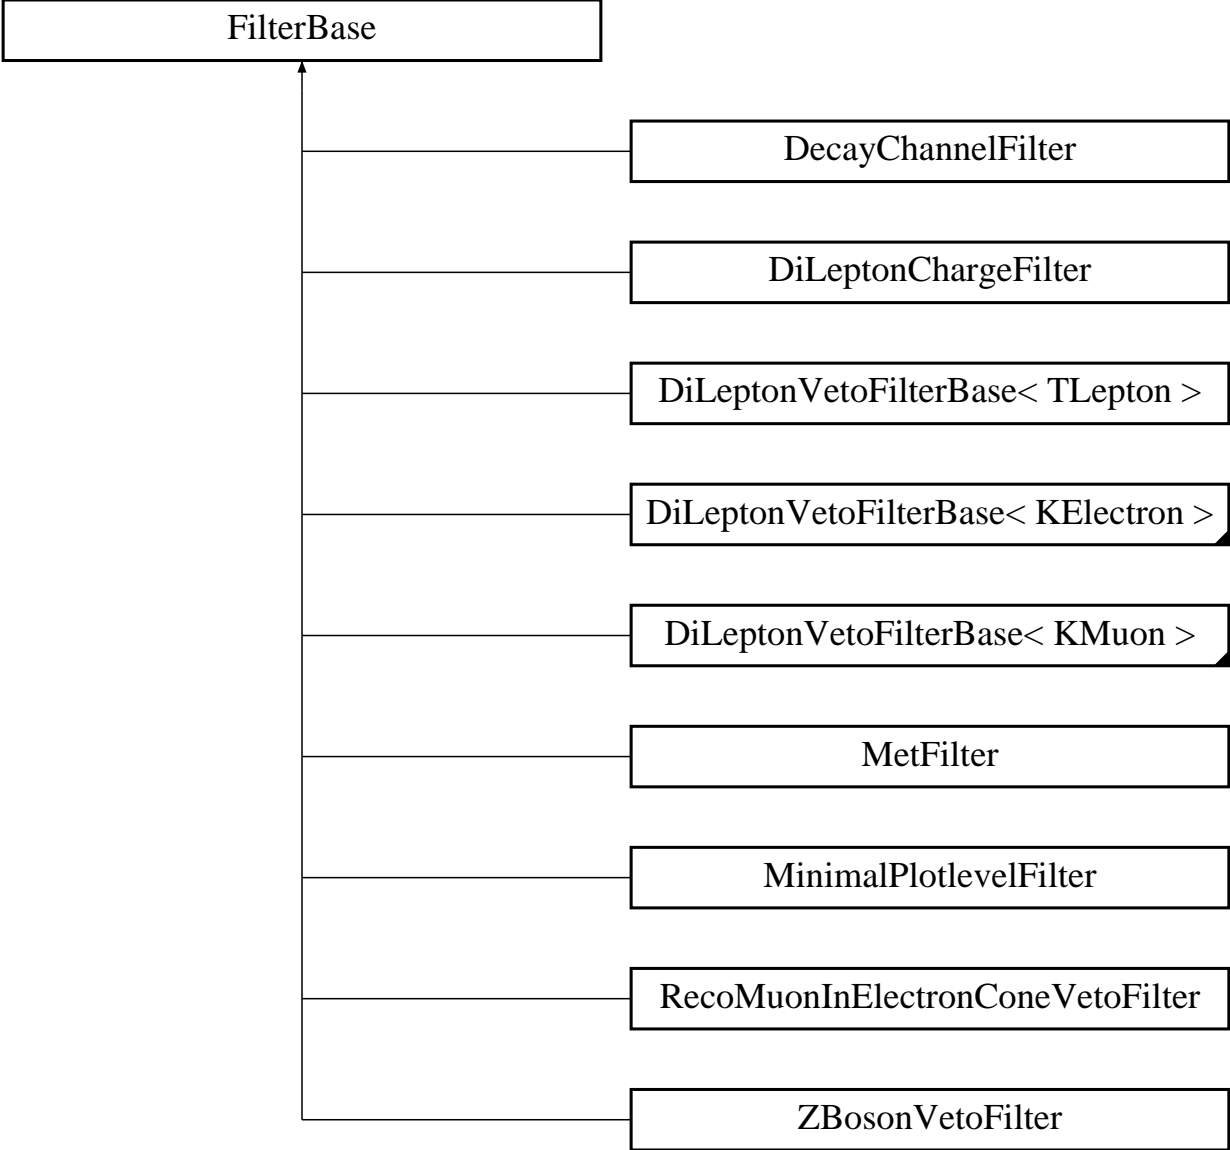 FilterBase
DecayChannelFilter
DiLeptonChargeFilter
DiLeptonVetoFilterBase< TLepton >
DiLeptonVetoFilterBase< KElectron >
DiLeptonVetoFilterBase< KMuon >
MetFilter
MinimalPlotlevelFilter
RecoMuonInElectronConeVetoFilter
ZBosonVetoFilter